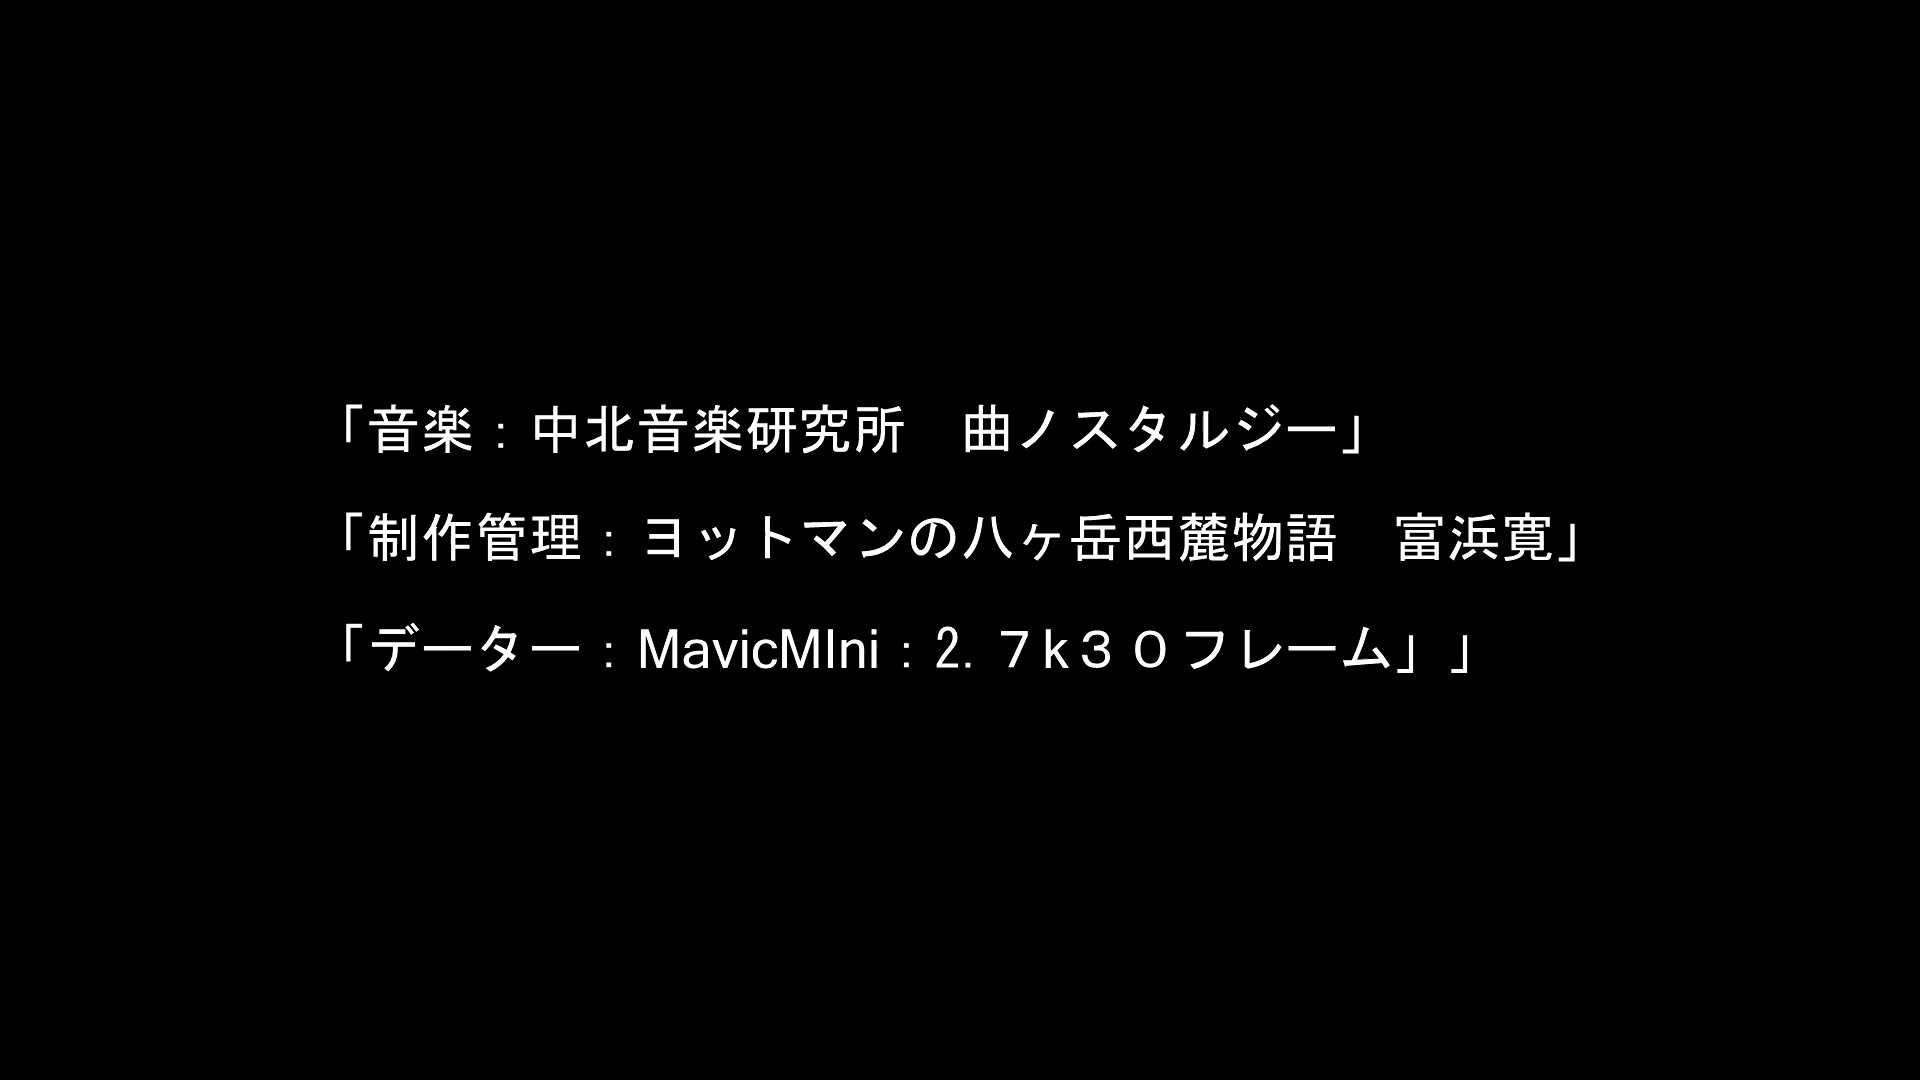 「音楽：中北音楽研究所　曲ノスタルジー」
「制作管理：ヨットマンの八ヶ岳西麓物語　富浜寛」
「データー：MavicMIni：2.７k３０フレーム」」